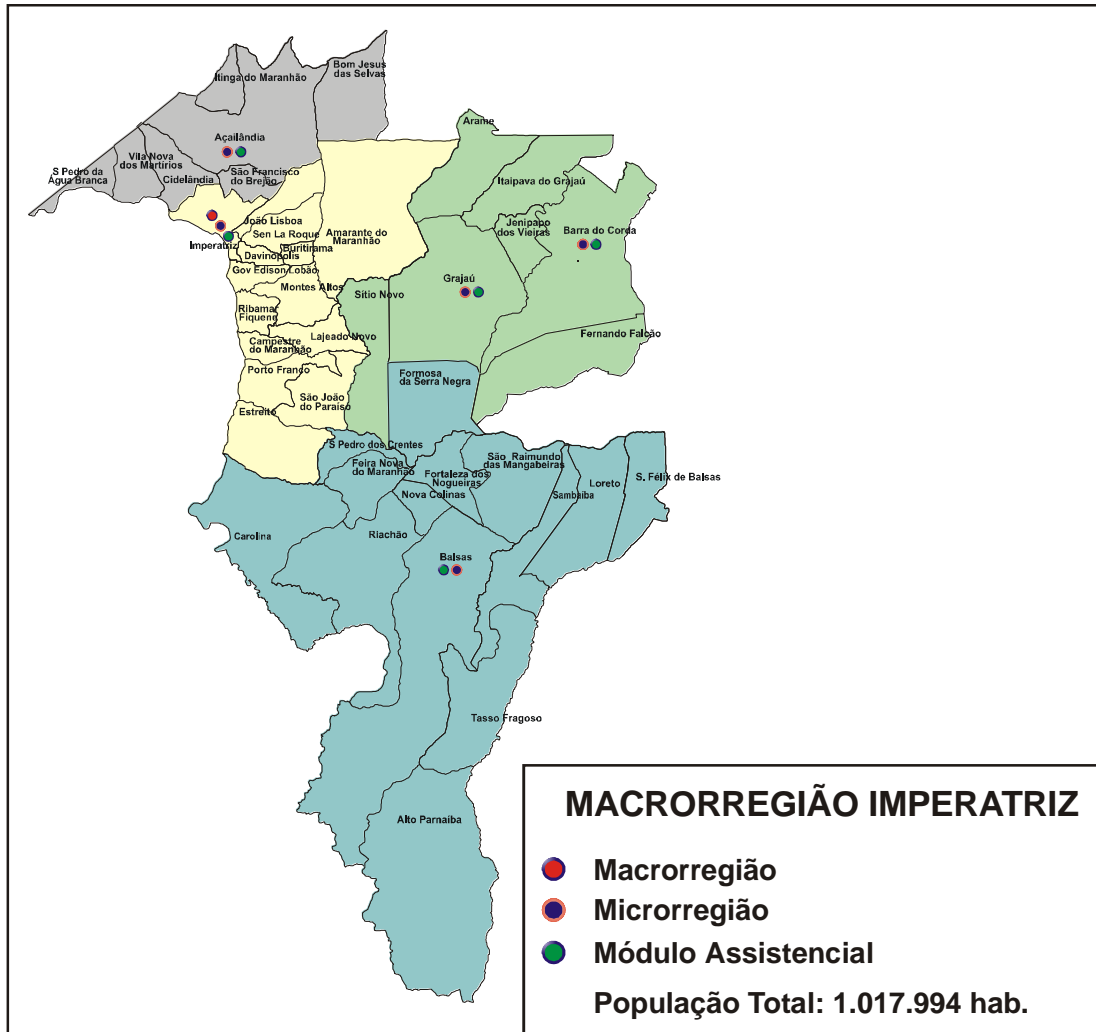 Itinga do Maranhão
Bom Jesus
das Selvas
Açailândia
Arame
Vila Nova
dos Martírios
S Pedro da
Água Branca
Cidelândia
São Francisco
do Brejão
Itaipava do Grajaú
João Lisboa
Sen La Roque
Imperatriz
Buritirama
Davinópolis
Amarante do
Maranhão
Jenipapo
dos Vieiras
Barra do Corda
Gov Edison Lobão
Montes Altos
Grajaú
Sítio Novo
Ribamar
Fiquene
Lajeado Novo
Campestre
do Maranhão
Fernando Falcão
Porto Franco
Formosa
da Serra Negra
São João
do Paraíso
Estreito
S Pedro dos Crentes
Feira Nova
do Maranhão
Fortaleza dos
Nogueiras
São Raimundo
das Mangabeiras
Nova Colinas
Sambaíba
Loreto
S. Félix de Balsas
Carolina
Riachão
Balsas
Tasso Fragoso
Alto Parnaíba
MACRORREGIÃO IMPERATRIZ
Macrorregião
Microrregião
Módulo Assistencial
População Total: 1.017.994 hab.